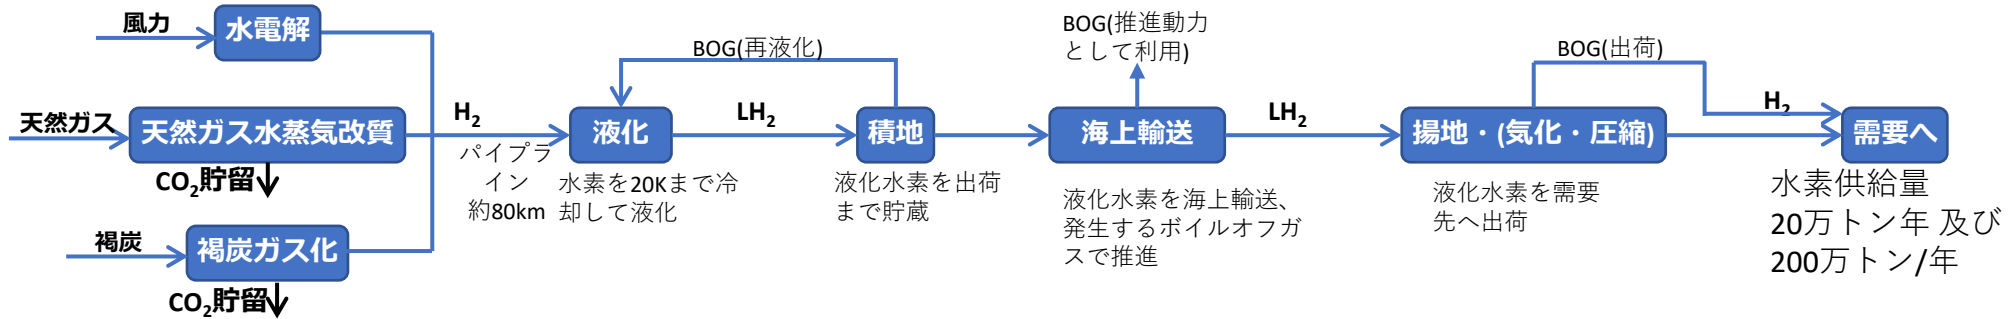 風力
水電解
天然ガス
天然ガス水蒸気改質
CO₂貯留
褐炭
褐炭ガス化
CO₂貯留
H₂
パイプラ
イン
約80km
BOG(再液化)
液化
水素を20Kまで冷
却して液化
LH₂
積地
液化水素を出荷
まで貯蔵
BOG(推進動力
として利用)
海上輸送
液化水素を海上輸送、
発生するボイルオフガ
スで推進
LH₂
BOG(出荷)
揚地・(気化・圧縮)
液化水素を需要
先へ出荷
H₂
需要へ
水素供給量
20万トン年 及び
200万トン/年